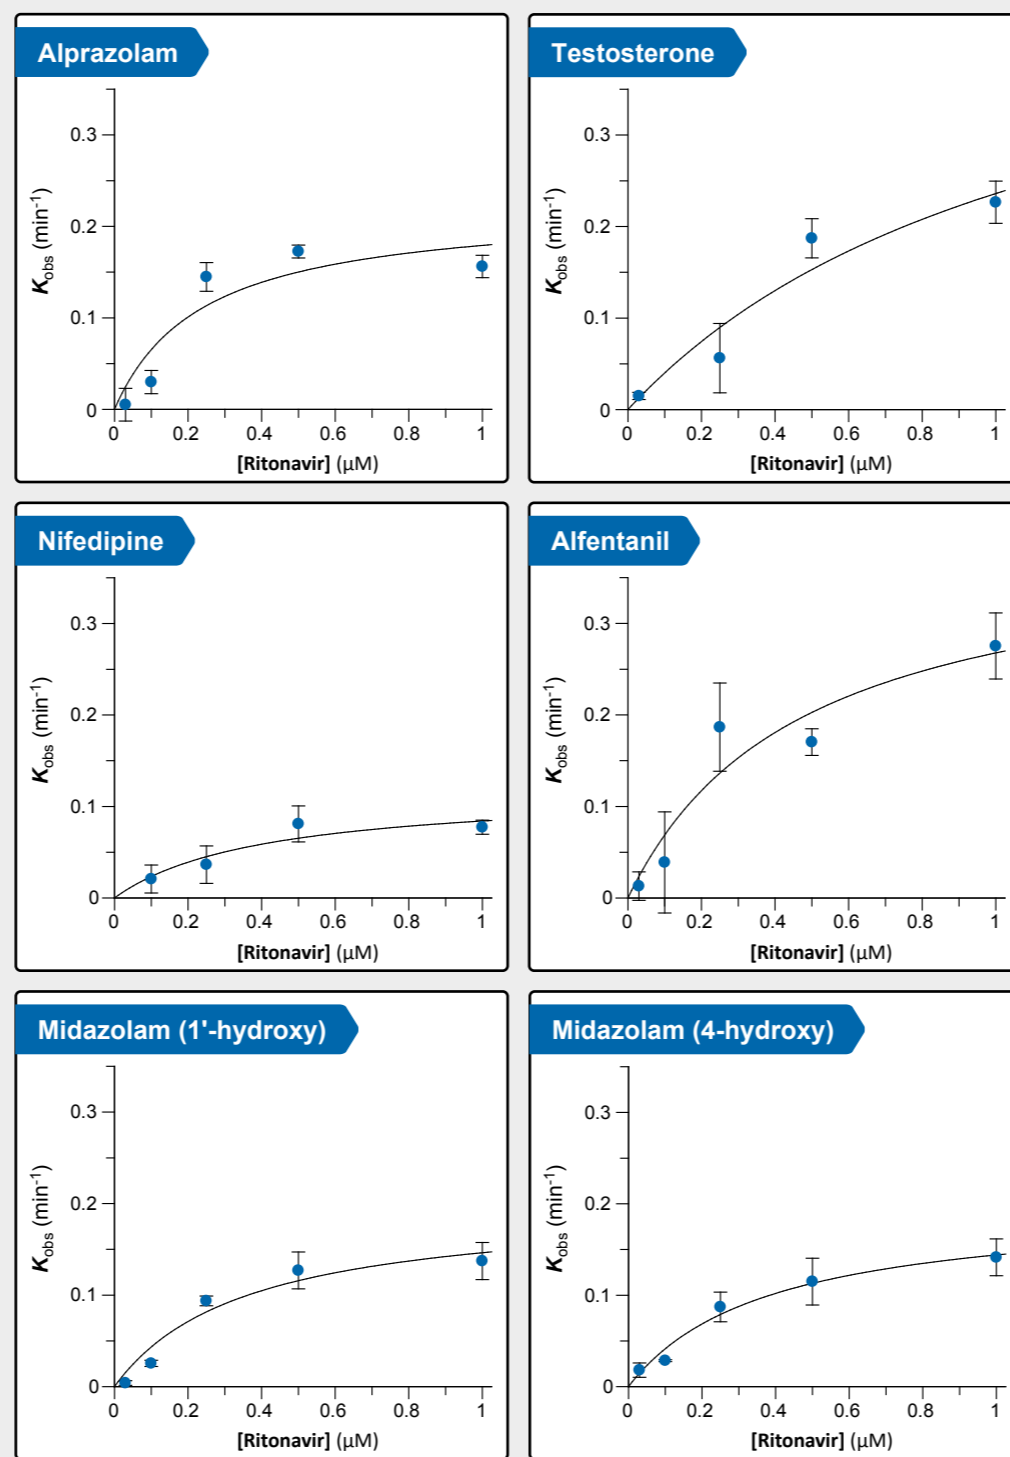 Alprazolam
0.3
0.2
0.1
0
K_obs (min⁻¹)
0 0.2 0.4 0.6 0.8 1
[Ritonavir] (µM)
Testosterone
0.3
0.2
0.1
0
K_obs (min⁻¹)
0 0.2 0.4 0.6 0.8 1
[Ritonavir] (µM)
Nifedipine
0.3
0.2
0.1
0
K_obs (min⁻¹)
0 0.2 0.4 0.6 0.8 1
[Ritonavir] (µM)
Alfentanil
0.3
0.2
0.1
0
K_obs (min⁻¹)
0 0.2 0.4 0.6 0.8 1
[Ritonavir] (µM)
Midazolam (1'-hydroxy)
0.3
0.2
0.1
0
K_obs (min⁻¹)
0 0.2 0.4 0.6 0.8 1
[Ritonavir] (µM)
Midazolam (4-hydroxy)
0.3
0.2
0.1
0
K_obs (min⁻¹)
0 0.2 0.4 0.6 0.8 1
[Ritonavir] (µM)